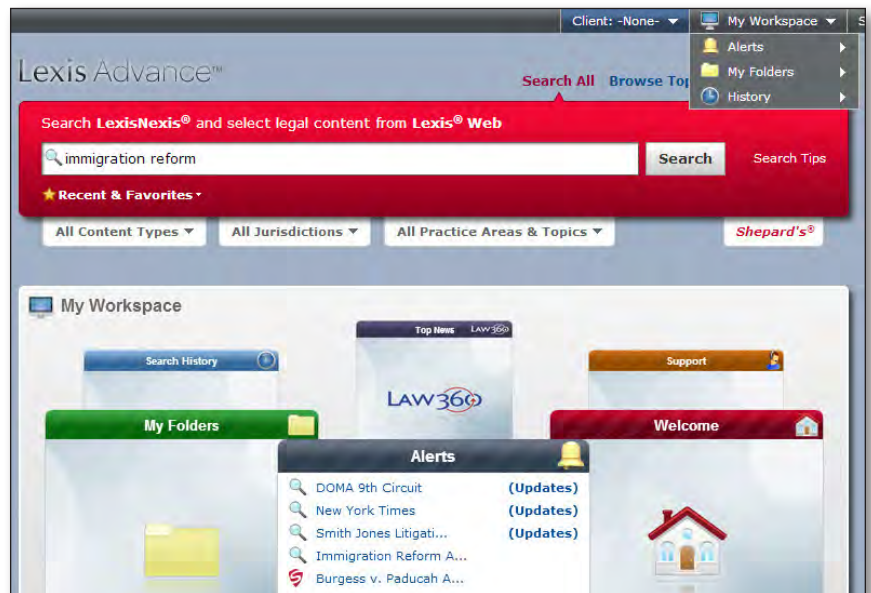 Client: -None- My Workspace S
Alerts
Lexis Advance™
My Folders
Search All Browse Top
History
Search LexisNexis® and select legal content from Lexis® Web
immigration reform Search Search Tips
Recent & Favorites
All Content Types All Jurisdictions All Practice Areas & Topics Shepard's®
My Workspace
Top News LAW360
Search History Support
LAW360
My Folders Welcome
Alerts
DOMA 9th Circuit (Updates)
New York Times (Updates)
Smith Jones Litigati... (Updates)
Immigration Reform A...
Burgess v. Paducah A...